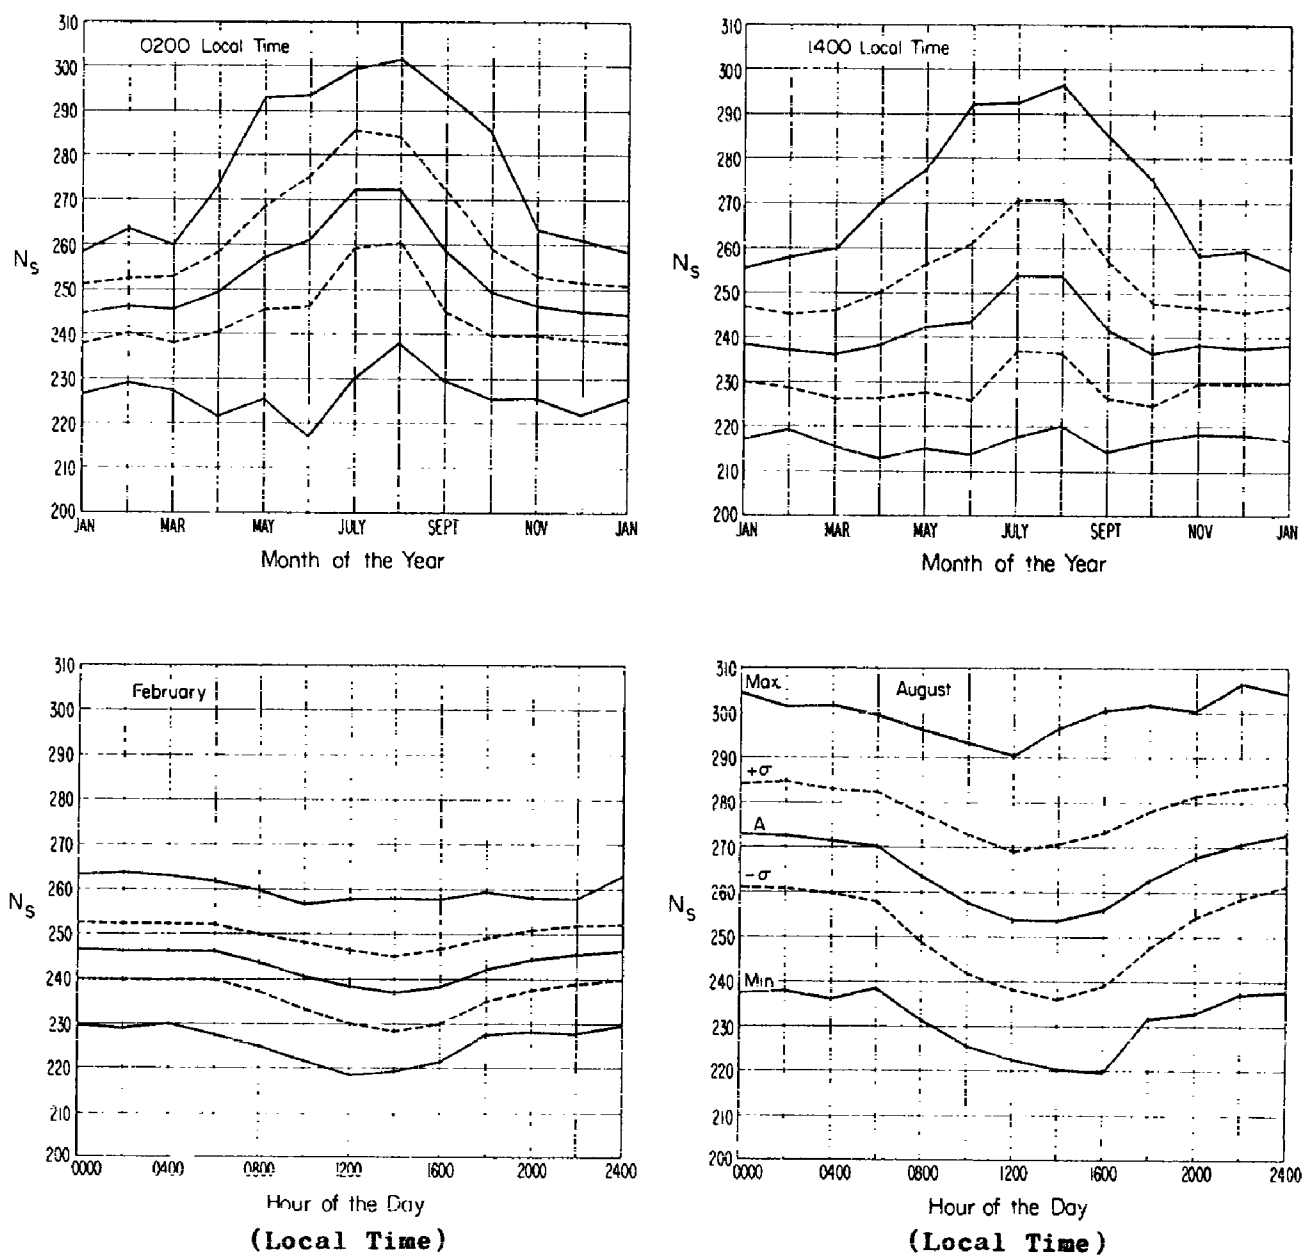 0200 Local Time
310
300
290
280
270
260
250
240
230
220
210
200
N_s
JAN MAR MAY JULY SEPT NOV JAN
Month of the Year
1400 Local Time
310
300
290
280
270
260
250
240
230
220
210
200
N_s
JAN MAR MAY JULY SEPT NOV JAN
Month of the Year
February
310
300
290
280
270
260
250
240
230
220
210
200
N_s
0000 0400 0800 1200 1600 2000 2400
Hour of the Day
(Local Time)
August
Max
+σ
A
-σ
Min
310
300
290
280
270
260
250
240
230
220
210
200
N_s
0000 0400 0800 1200 1600 2000 2400
Hour of the Day
(Local Time)